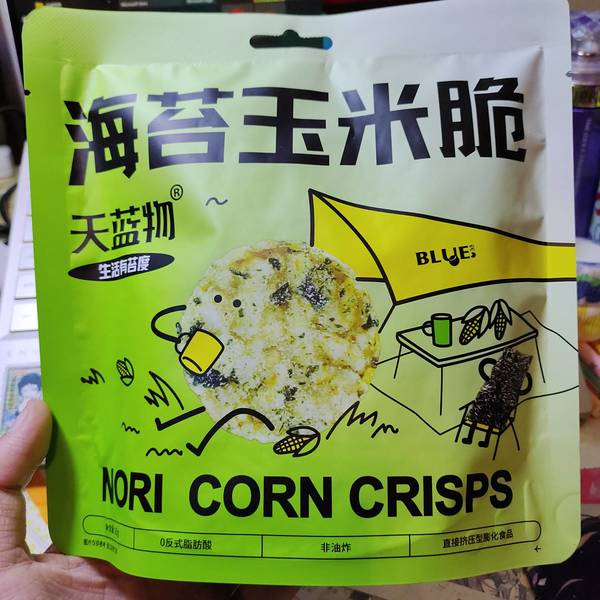 海苔玉米脆
天蓝物®
生活有苔度
BLUE
NORI CORN CRISPS
0反式脂肪酸
非油炸
直接挤压型膨化食品